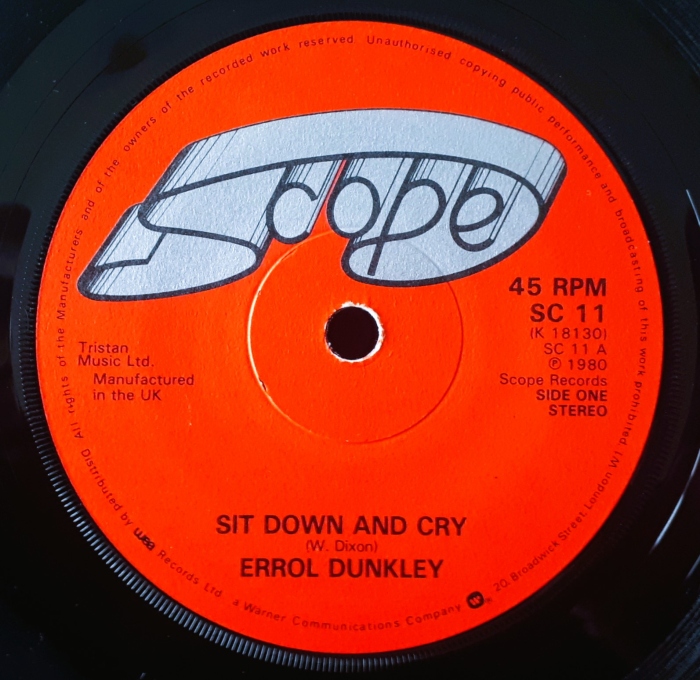 All rights of the Manufacturers and of the owners of the recorded work reserved. Unauthorised copying public performance and broadcasting of this work prohibited.
Scope
45 RPM
SC 11
(K 18130)
SC 11 A
℗ 1980
Scope Records
SIDE ONE
STEREO
Tristan
Music Ltd.
Manufactured
in the UK
SIT DOWN AND CRY
(W. Dixon)
ERROL DUNKLEY
Distributed by wea Records Ltd. a Warner Communications Company 20, Broadwick Street, London W1